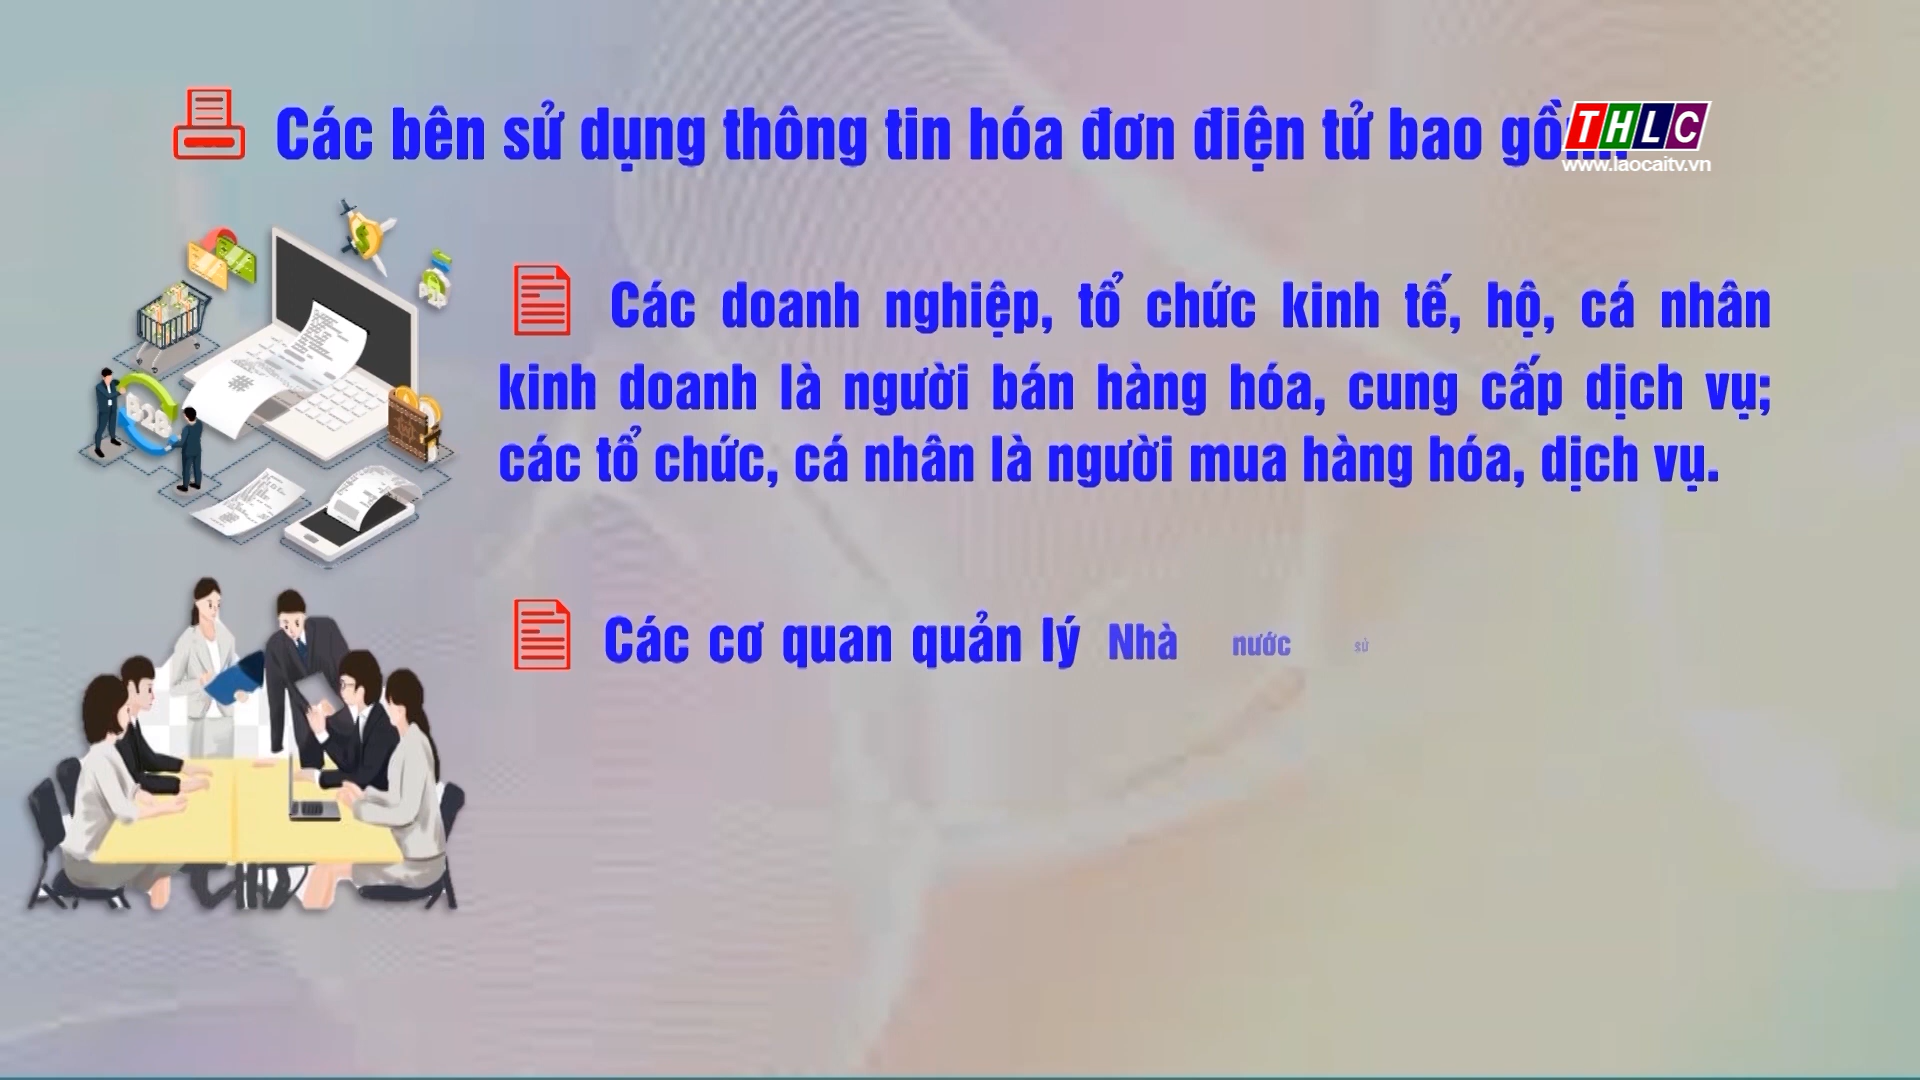 Các bên sử dụng thông tin hóa đơn điện tử bao gồm
THLC
www.laocaitv.vn
Các doanh nghiệp, tổ chức kinh tế, hộ, cá nhân
kinh doanh là người bán hàng hóa, cung cấp dịch vụ;
các tổ chức, cá nhân là người mua hàng hóa, dịch vụ.
B2B
Các cơ quan quản lý Nhà nước sử